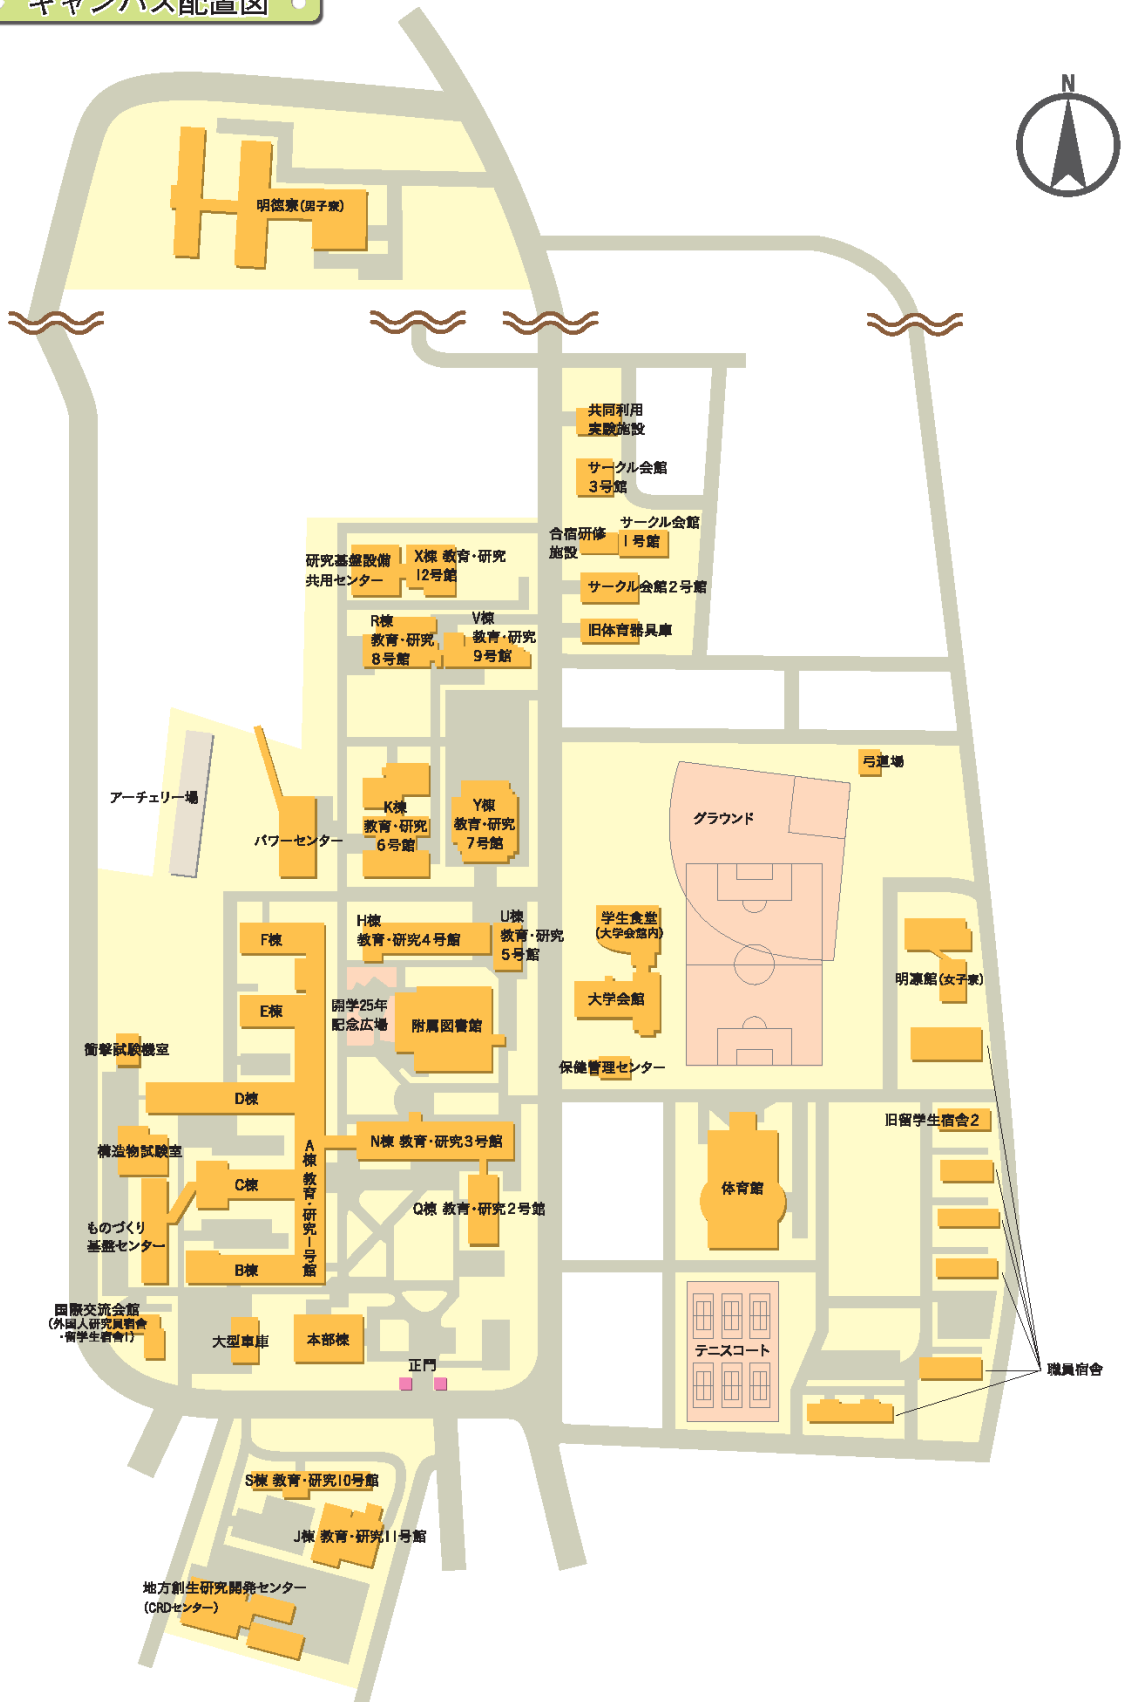 キャンパス配置図
N
明徳寮(男子寮)
共同利用
実験施設
サークル会館
3号館
合宿研修
施設
サークル会館
1号館
サークル会館2号館
旧体育器具庫
研究基盤設備
共用センター
X棟 教育・研究
12号館
R棟
教育・研究
8号館
V棟
教育・研究
9号館
アーチェリー場
パワーセンター
K棟
教育・研究
6号館
Y棟
教育・研究
7号館
弓道場
グラウンド
F棟
H棟
教育・研究4号館
U棟
教育・研究
5号館
学生食堂
(大学会館内)
大学会館
明凛館(女子寮)
E棟
開学25年
記念広場
附属図書館
衝撃試験機室
保健管理センター
D棟
旧留学生宿舎2
構造物試験室
A棟 教育・研究1号館
N棟 教育・研究3号館
C棟
体育館
Q棟 教育・研究2号館
ものづくり
基盤センター
B棟
国際交流会館
(外国人研究員宿舎
・留学生宿舎1)
大型車庫
本部棟
正門
テニスコート
職員宿舎
S棟 教育・研究10号館
J棟 教育・研究11号館
地方創生研究開発センター
(CRDセンター)